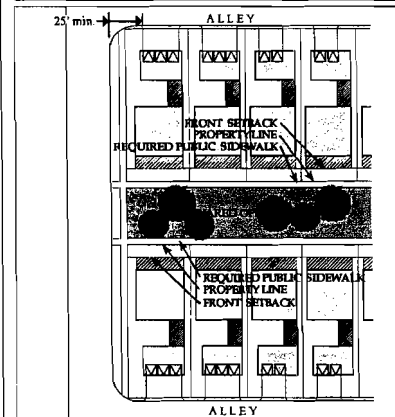 ALLEY
25' min.
FRONT SETBACK
PROPERTY LINE
REQUIRED PUBLIC SIDEWALK
REQUIRED PUBLIC SIDEWALK
PROPERTY LINE
FRONT SETBACK
ALLEY